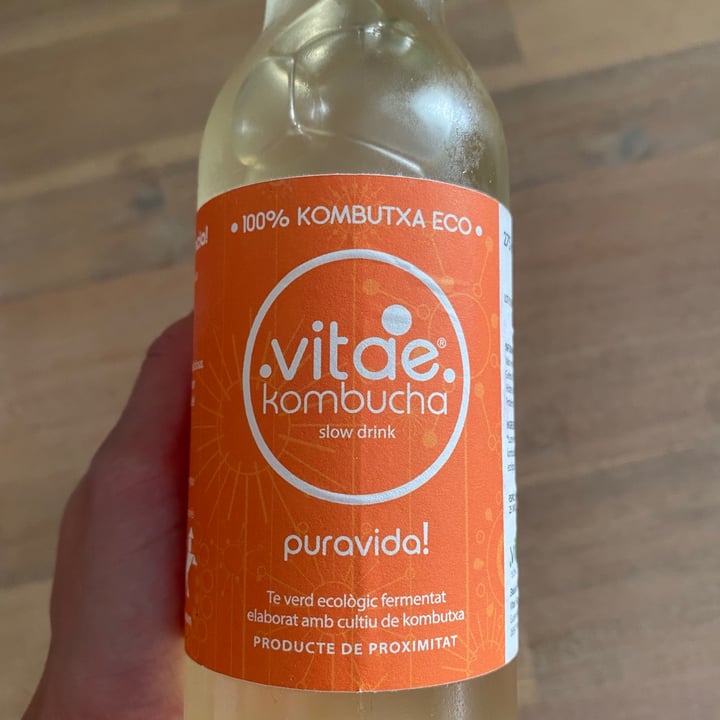 • 100% KOMBUTXA ECO •
.vitae.®
kombucha
slow drink
puravida!
Te verd ecològic fermentat
elaborat amb cultiu de kombutxa
PRODUCTE DE PROXIMITAT